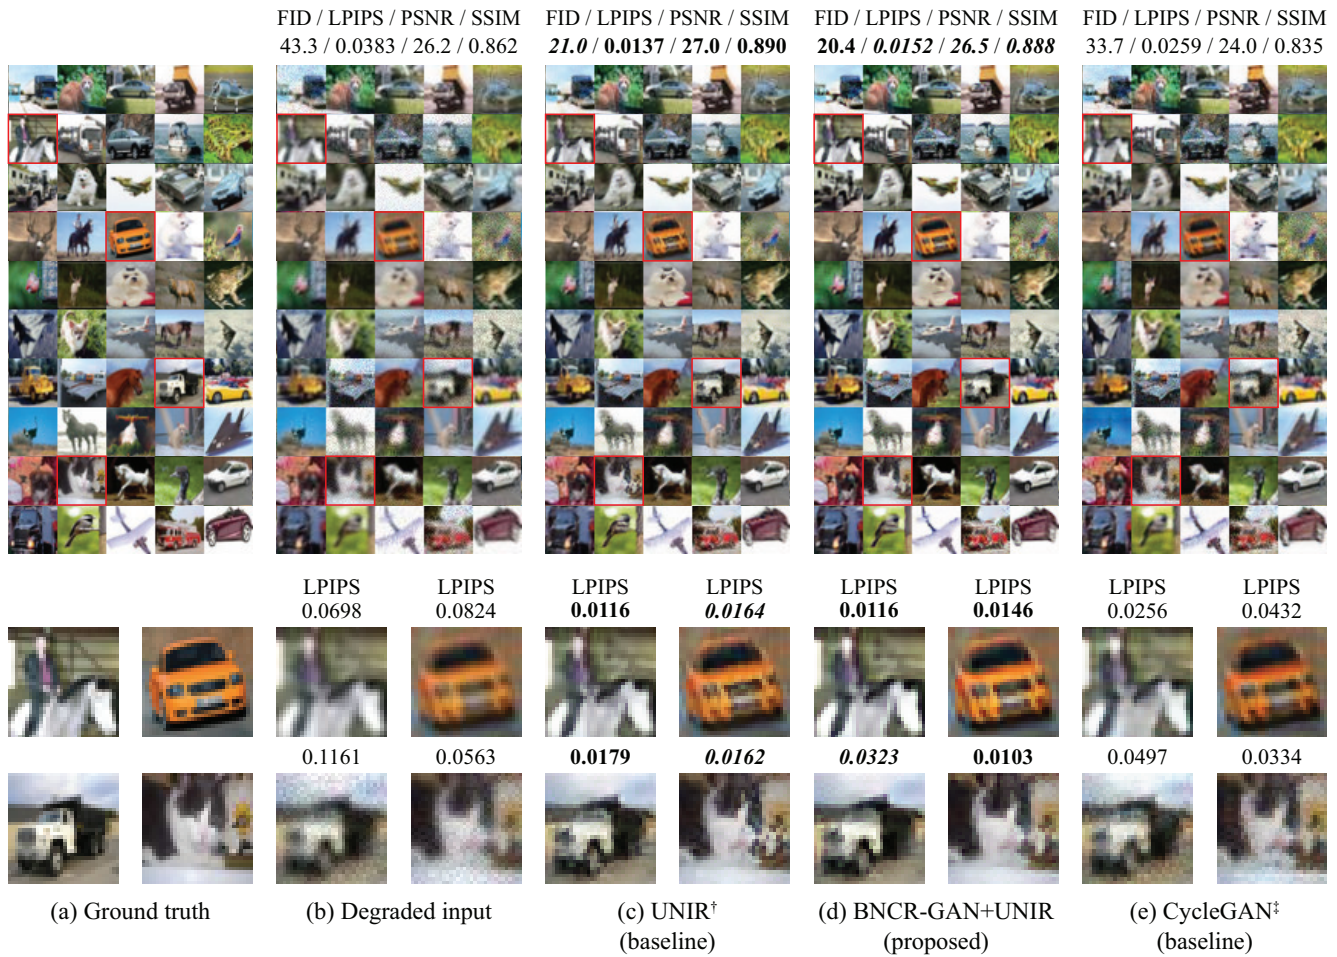 FID / LPIPS / PSNR / SSIM FID / LPIPS / PSNR / SSIM FID / LPIPS / PSNR / SSIM FID / LPIPS / PSNR / SSIM
43.3 / 0.0383 / 26.2 / 0.862 21.0 / 0.0137 / 27.0 / 0.890 20.4 / 0.0152 / 26.5 / 0.888 33.7 / 0.0259 / 24.0 / 0.835
LPIPS LPIPS LPIPS LPIPS LPIPS LPIPS LPIPS LPIPS
0.0698 0.0824 0.0116 0.0164 0.0116 0.0146 0.0256 0.0432
0.1161 0.0563 0.0179 0.0162 0.0323 0.0103 0.0497 0.0334
(a) Ground truth (b) Degraded input (c) UNIR† (d) BNCR-GAN+UNIR (e) CycleGAN‡
(baseline) (proposed) (baseline)